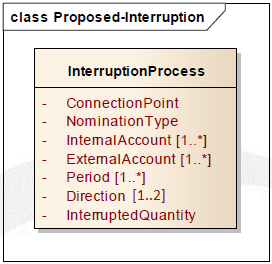 class Proposed-Interruption
InterruptionProcess
- ConnectionPoint
- NominationType
- InternalAccount [1..*]
- ExternalAccount [1..*]
- Period [1..*]
- Direction [1..2]
- InterruptedQuantity